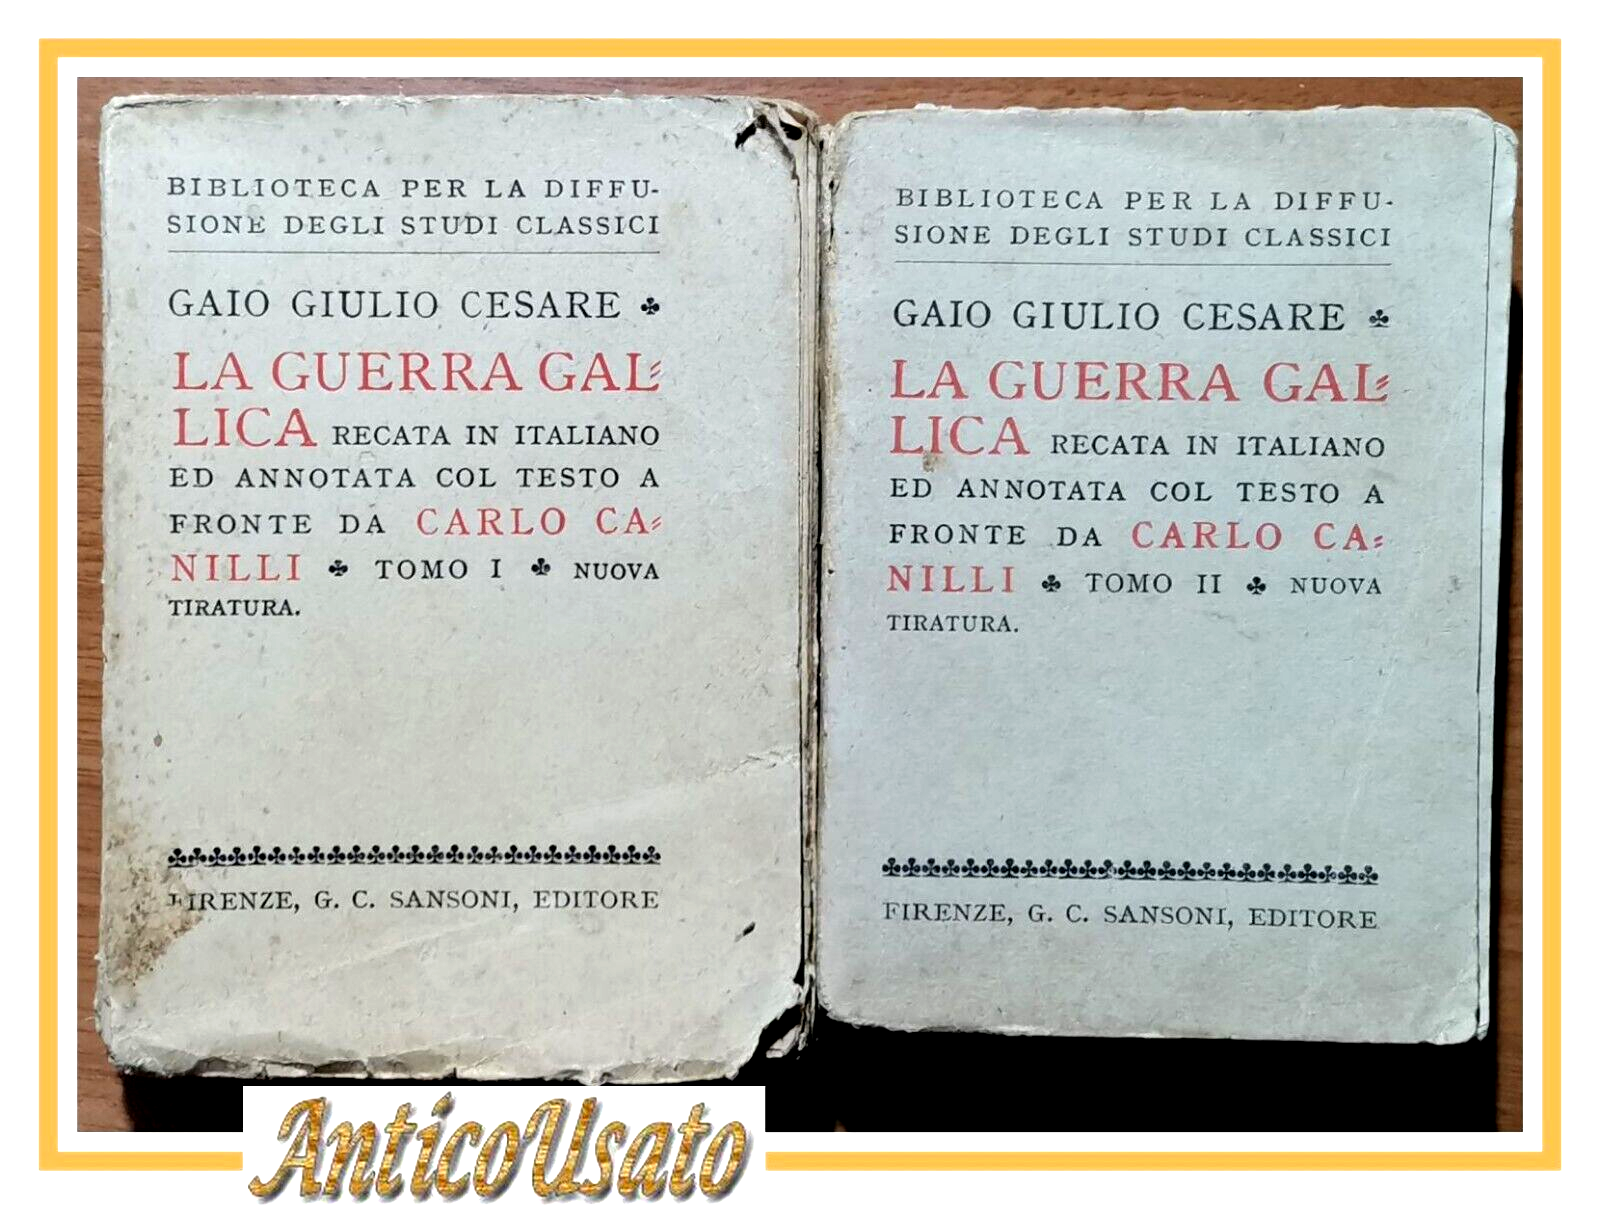 BIBLIOTECA PER LA DIFFU-
SIONE DEGLI STUDI CLASSICI
GAIO GIULIO CESARE ♣
LA GUERRA GAL-
LICA RECATA IN ITALIANO
ED ANNOTATA COL TESTO A
FRONTE DA CARLO CA-
NILLI ♣ TOMO I ♣ NUOVA
TIRATURA.
FIRENZE, G. C. SANSONI, EDITORE
BIBLIOTECA PER LA DIFFU-
SIONE DEGLI STUDI CLASSICI
GAIO GIULIO CESARE ♣
LA GUERRA GAL-
LICA RECATA IN ITALIANO
ED ANNOTATA COL TESTO A
FRONTE DA CARLO CA-
NILLI ♣ TOMO II ♣ NUOVA
TIRATURA.
FIRENZE, G. C. SANSONI, EDITORE
AnticoUsato